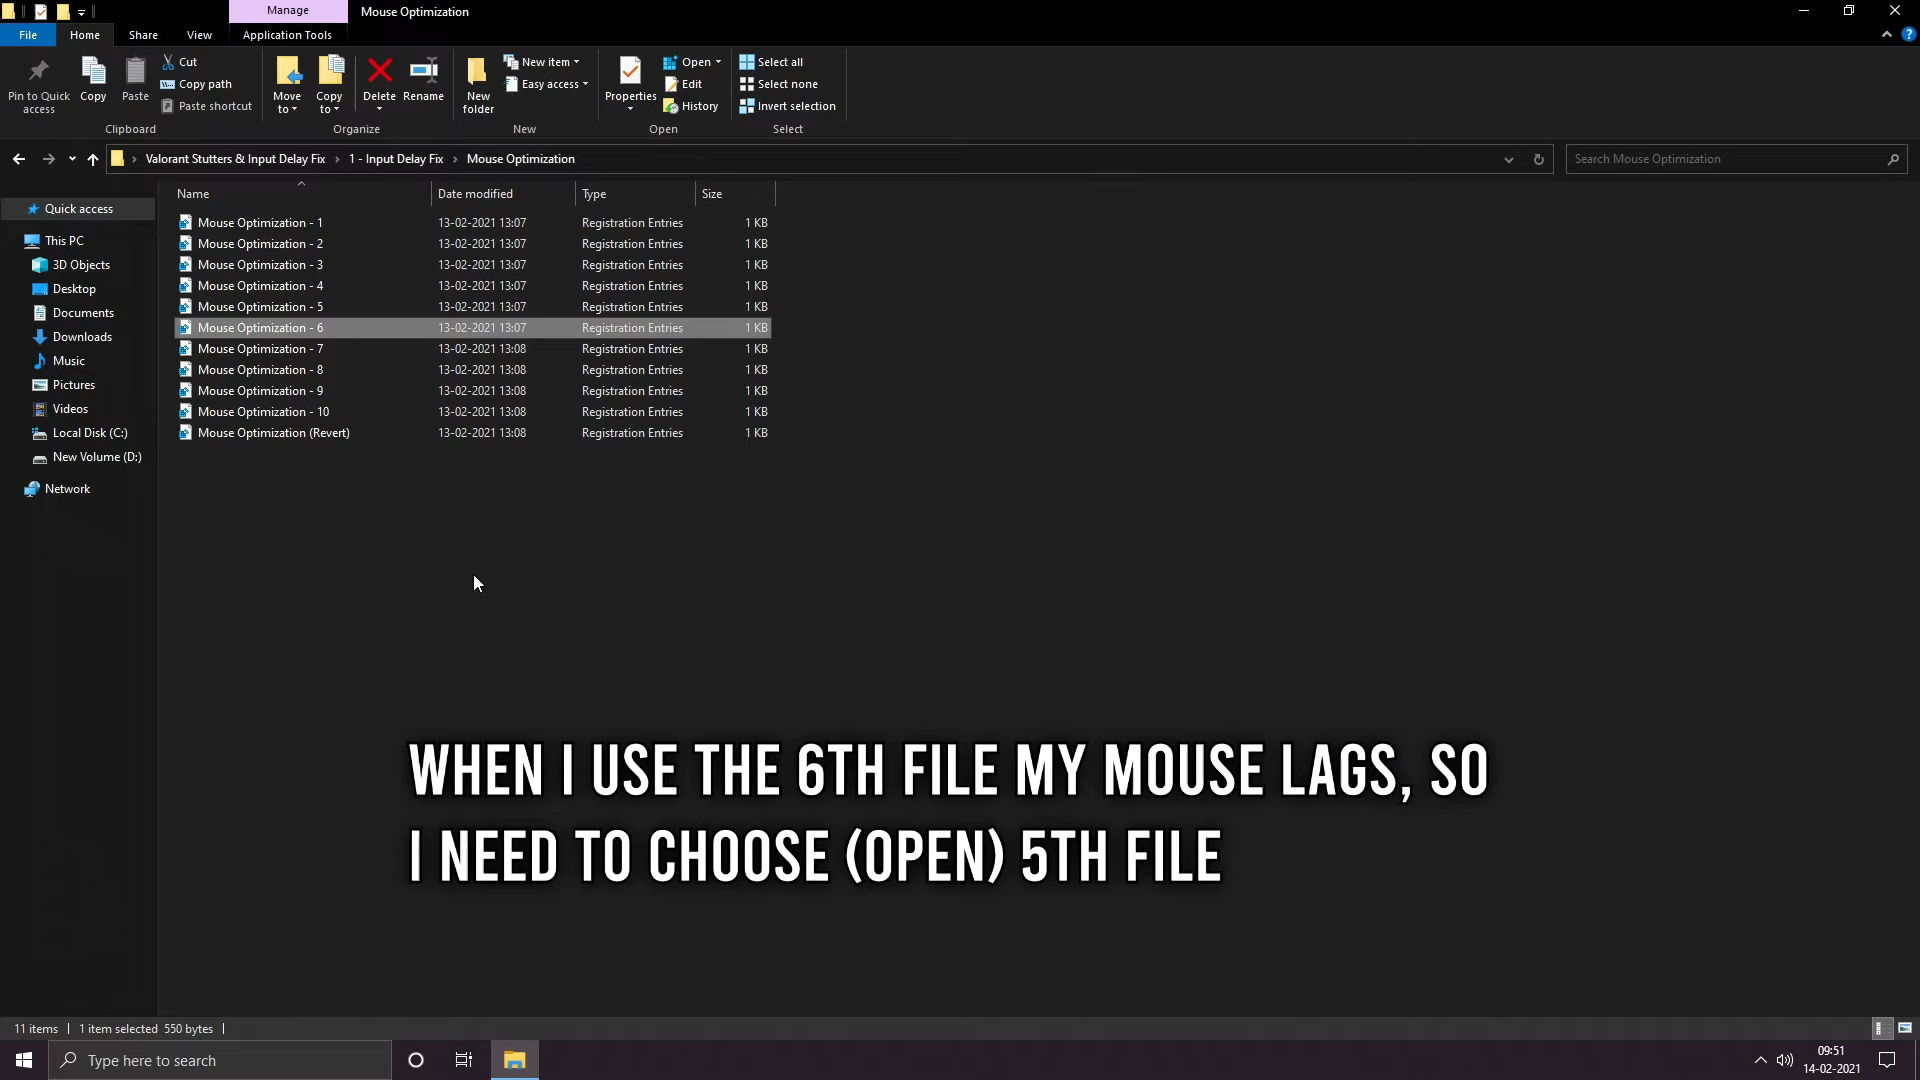 Manage
Mouse Optimization
File
Home
Share
View
Application Tools
Pin to Quick access
Copy
Paste
Cut
Copy path
Paste shortcut
Clipboard
Move to
Copy to
Delete
Rename
Organize
New folder
New item
Easy access
New
Properties
Open
Edit
History
Open
Select all
Select none
Invert selection
Select
Valorant Stutters & Input Delay Fix › 1 - Input Delay Fix › Mouse Optimization
Search Mouse Optimization
Quick access
This PC
3D Objects
Desktop
Documents
Downloads
Music
Pictures
Videos
Local Disk (C:)
New Volume (D:)
Network
Name Date modified Type Size
Mouse Optimization - 1 13-02-2021 13:07 Registration Entries 1 KB
Mouse Optimization - 2 13-02-2021 13:07 Registration Entries 1 KB
Mouse Optimization - 3 13-02-2021 13:07 Registration Entries 1 KB
Mouse Optimization - 4 13-02-2021 13:07 Registration Entries 1 KB
Mouse Optimization - 5 13-02-2021 13:07 Registration Entries 1 KB
Mouse Optimization - 6 13-02-2021 13:07 Registration Entries 1 KB
Mouse Optimization - 7 13-02-2021 13:08 Registration Entries 1 KB
Mouse Optimization - 8 13-02-2021 13:08 Registration Entries 1 KB
Mouse Optimization - 9 13-02-2021 13:08 Registration Entries 1 KB
Mouse Optimization - 10 13-02-2021 13:08 Registration Entries 1 KB
Mouse Optimization (Revert) 13-02-2021 13:08 Registration Entries 1 KB
WHEN I USE THE 6TH FILE MY MOUSE LAGS, SO
I NEED TO CHOOSE (OPEN) 5TH FILE
11 items 1 item selected 550 bytes
Type here to search
09:51
14-02-2021